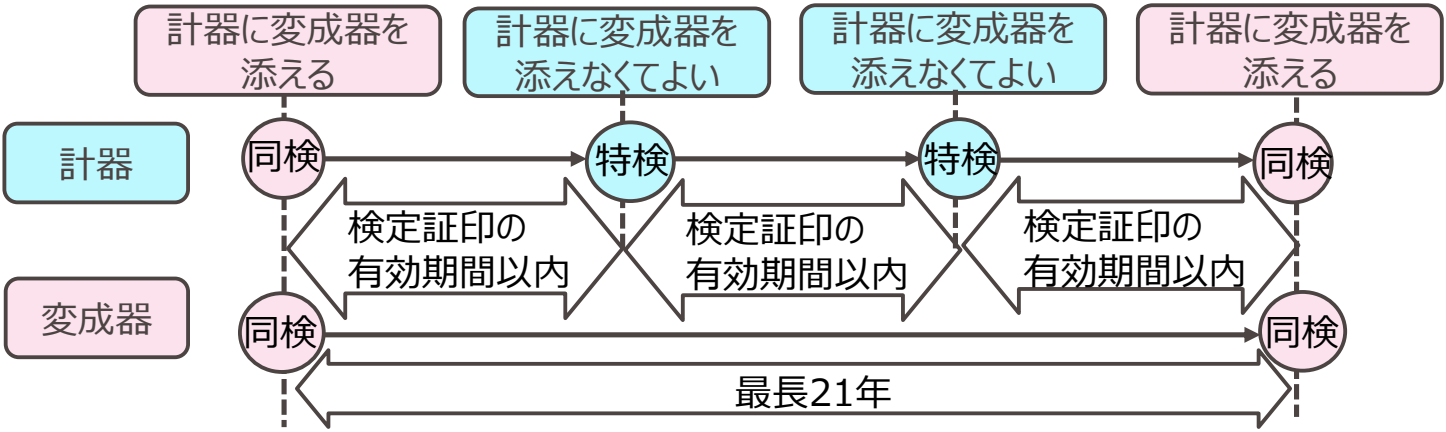 計器に変成器を
添える
計器に変成器を
添えなくてよい
計器に変成器を
添えなくてよい
計器に変成器を
添える
計器
同検
特検
特検
同検
検定証印の
有効期間以内
検定証印の
有効期間以内
検定証印の
有効期間以内
変成器
同検
同検
最長21年